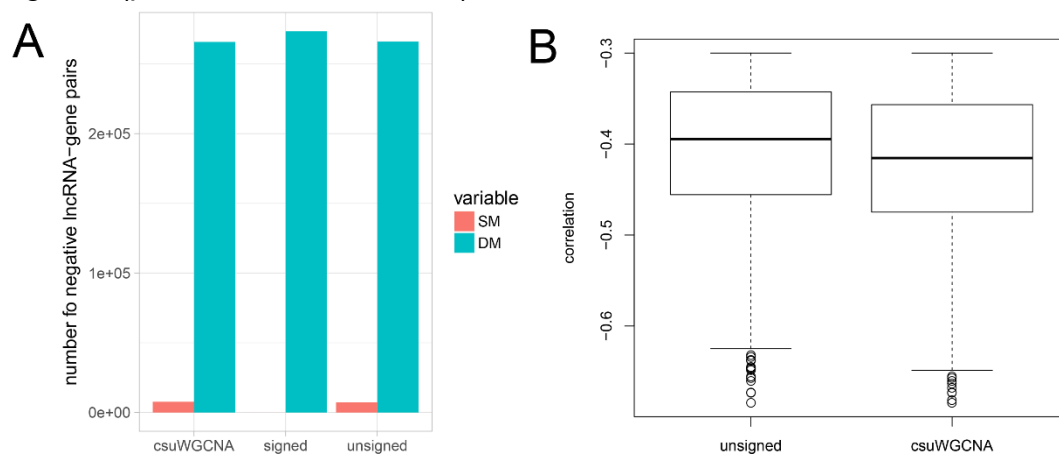 A
number fo negative lncRNA-gene pairs
2e+05
1e+05
0e+00
csuWGCNA signed unsigned
variable
SM
DM
B
correlation
-0.3
-0.4
-0.5
-0.6
unsigned csuWGCNA